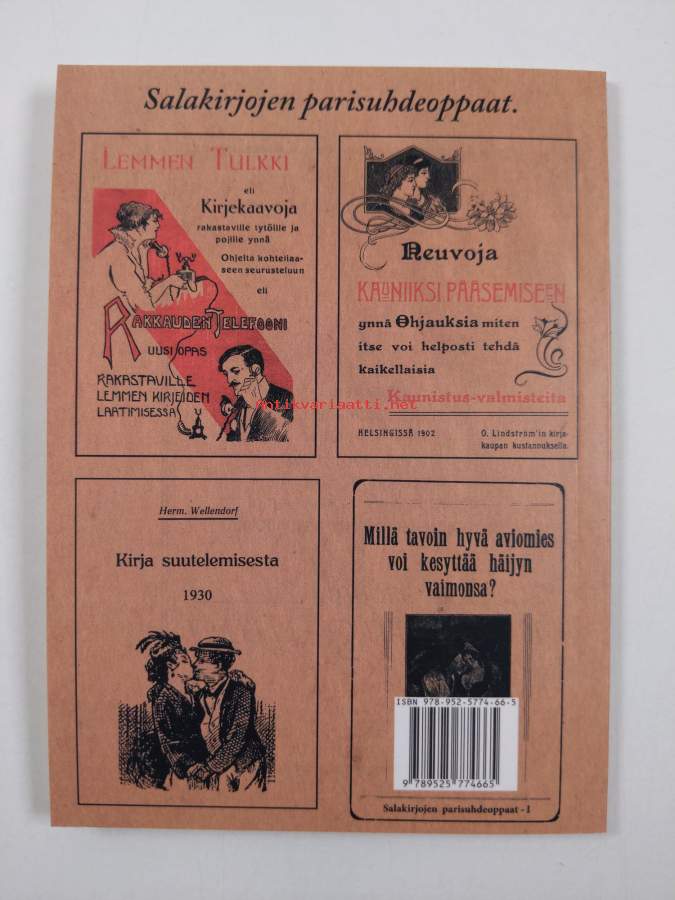 Salakirjojen parisuhdeoppaat.
LEMMEN TULKKI
eli
Kirjekaavoja
rakastaville tytöille ja
pojille ynnä
Ohjeita kohteliaa-
seen seurusteluun
eli
RAKKAUDEN TELEFOONI
UUSI OPAS
RAKASTAVILLE
LEMMEN KIRJEIDEN
LAATIMISESSA
Neuvoja
KAUNIIKSI PÄÄSEMISEEN
ynnä Ohjauksia miten
itse voi helposti tehdä
kaikellaisia
Kaunistus-valmisteita
HELSINGISSÄ 1902
O. Lindström'in kirja-
kaupan kustannuksella.
Antikvariaatti.net
Herm. Wellendorf
Kirja suutelemisesta
1930
Millä tavoin hyvä aviomies
voi kesyttää häijyn
vaimonsa?
ISBN 978-952-5774-66-5
9 789525 774665
Salakirjojen parisuhdeoppaat - 1